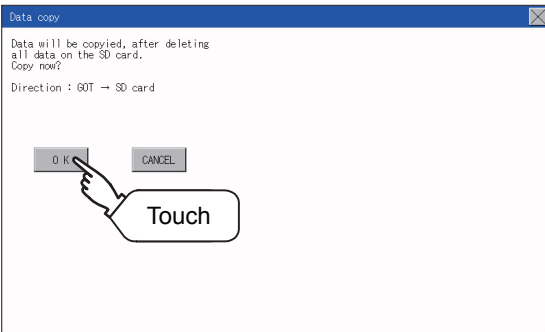 Data copy
Data will be copyied, after deleting
all data on the SD card.
Copy now?
Direction : GOT → SD card
O K
CANCEL
Touch